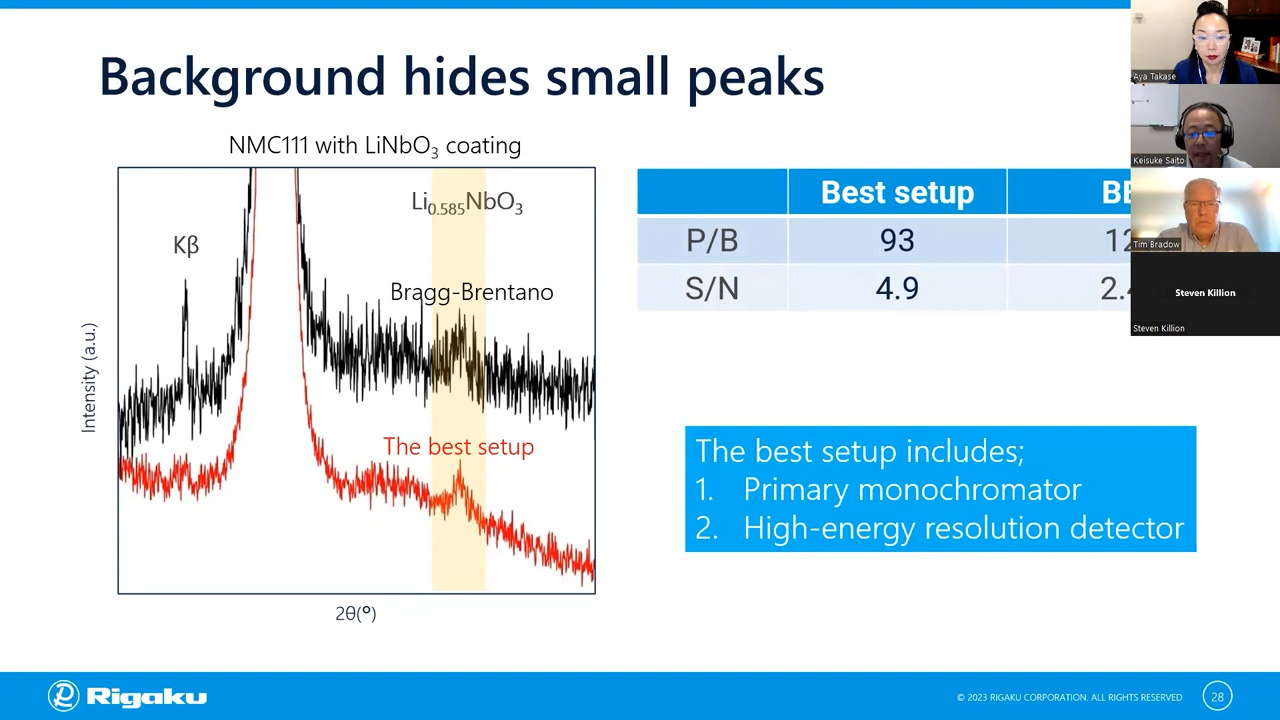 Background hides small peaks
NMC111 with LiNbO₃ coating
Li₀.₅₈₅NbO₃
Kβ
Bragg-Brentano
The best setup
Intensity (a.u.)
2θ(°)
Best setup
P/B 93
S/N 4.9
The best setup includes;
1. Primary monochromator
2. High-energy resolution detector
Aya Takase
Keisuke Saito
Tim Bradow
Steven Killion
Steven Killion
Rigaku
© 2023 RIGAKU CORPORATION. ALL RIGHTS RESERVED
28